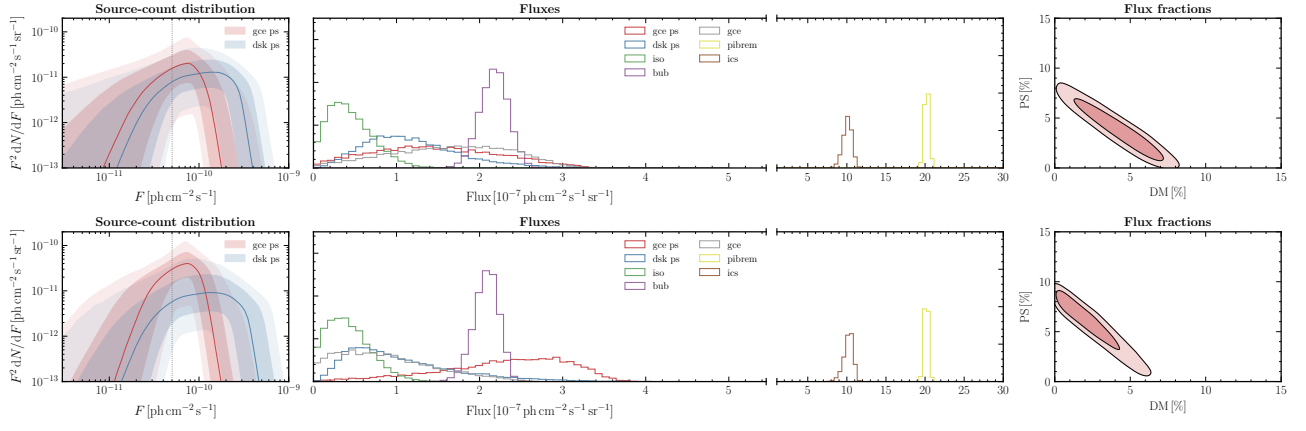 Source-count distribution
Fluxes
Flux fractions
10⁻¹⁰
10⁻¹¹
10⁻¹²
10⁻¹³
F² dN/dF [ph cm⁻² s⁻¹ sr⁻¹]
gce ps
dsk ps
10⁻¹¹ 10⁻¹⁰ 10⁻⁹
F [ph cm⁻² s⁻¹]
gce ps
dsk ps
iso
bub
gce
pibrem
ics
0 1 2 3 4 5
5 10 15 20 25 30
Flux [10⁻⁷ ph cm⁻² s⁻¹ sr⁻¹]
15
10
5
0
PS [%]
0 5 10 15
DM [%]
Source-count distribution
Fluxes
Flux fractions
10⁻¹⁰
10⁻¹¹
10⁻¹²
10⁻¹³
F² dN/dF [ph cm⁻² s⁻¹ sr⁻¹]
gce ps
dsk ps
10⁻¹¹ 10⁻¹⁰ 10⁻⁹
F [ph cm⁻² s⁻¹]
gce ps
dsk ps
iso
bub
gce
pibrem
ics
0 1 2 3 4 5
5 10 15 20 25 30
Flux [10⁻⁷ ph cm⁻² s⁻¹ sr⁻¹]
15
10
5
0
PS [%]
0 5 10 15
DM [%]